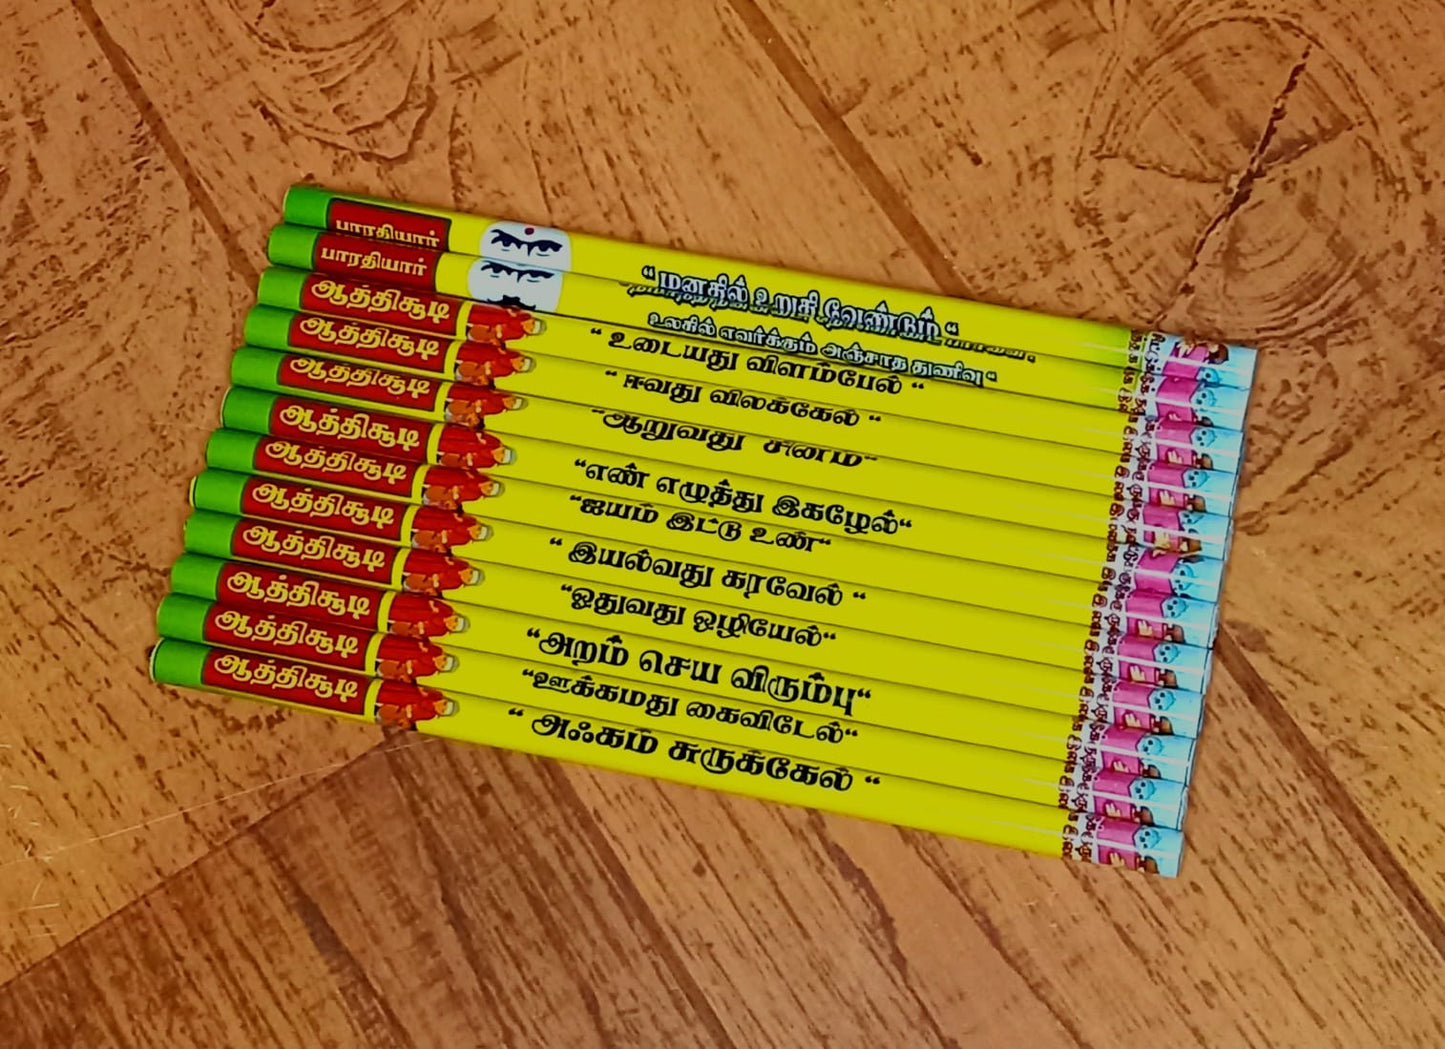 பாரதியார் “மனதில் உறுதி வேண்டும்“
பாரதியார் உலகில் எவர்க்கும் அஞ்சாத துணிவு“
ஆத்திசூடி “உடையது விளம்பேல் “
ஆத்திசூடி “ ஈவது விலக்கேல் “
ஆத்திசூடி “ஆறுவது சினம்“
ஆத்திசூடி “எண் எழுத்து இகழேல்“
ஆத்திசூடி “ஐயம் இட்டு உண்“
ஆத்திசூடி “ இயல்வது கரவேல் “
ஆத்திசூடி “ஓதுவது ஒழியேல்“
ஆத்திசூடி “அறம் செய விரும்பு“
ஆத்திசூடி “ஊக்கமது கைவிடேல்“
ஆத்திசூடி “ அஃகம் சுருக்கேல் “